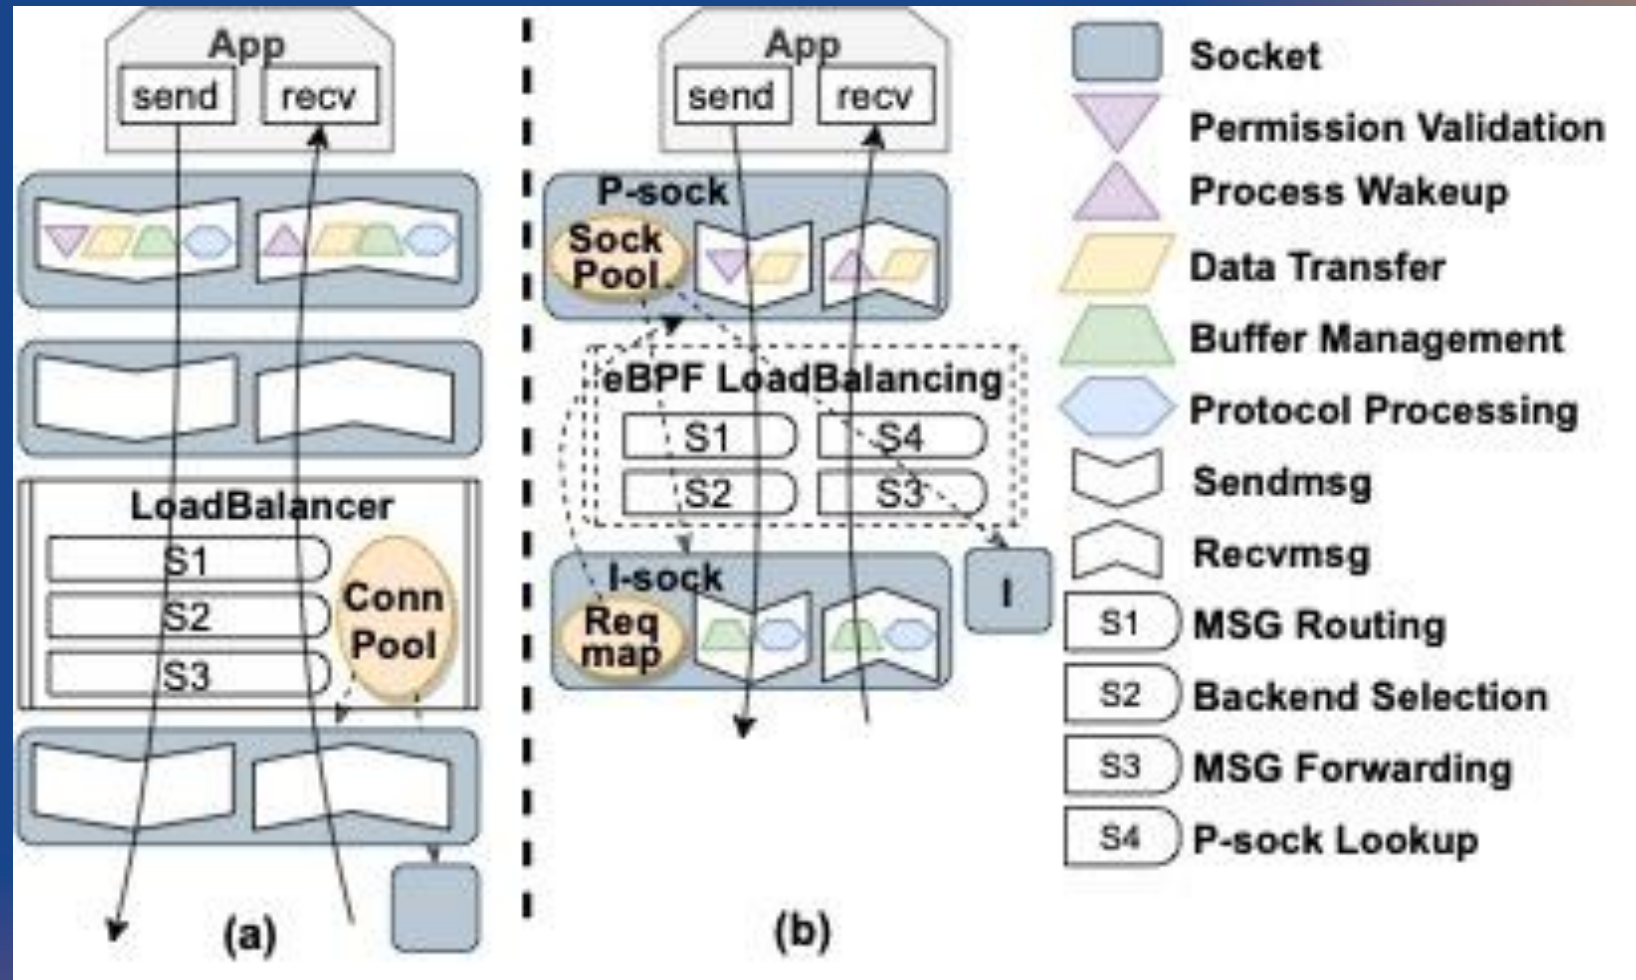 App
send recv
LoadBalancer
S1
S2
S3
Conn
Pool
(a)
App
send recv
P-sock
Sock
Pool
eBPF LoadBalancing
S1 S4
S2 S3
I-sock
Req
map
I
(b)
Socket
Permission Validation
Process Wakeup
Data Transfer
Buffer Management
Protocol Processing
Sendmsg
Recvmsg
S1 MSG Routing
S2 Backend Selection
S3 MSG Forwarding
S4 P-sock Lookup